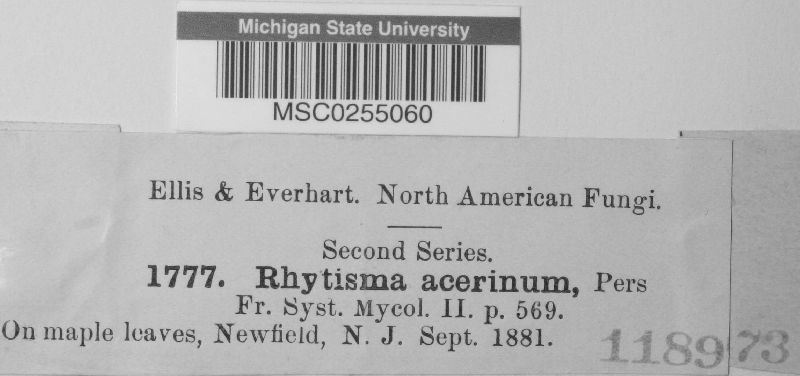 Michigan State University
MSC0255060
Ellis & Everhart. North American Fungi.
Second Series.
1777. Rhytisma acerinum, Pers
Fr. Syst. Mycol. II. p. 569.
On maple leaves, Newfield, N. J. Sept. 1881.
118973